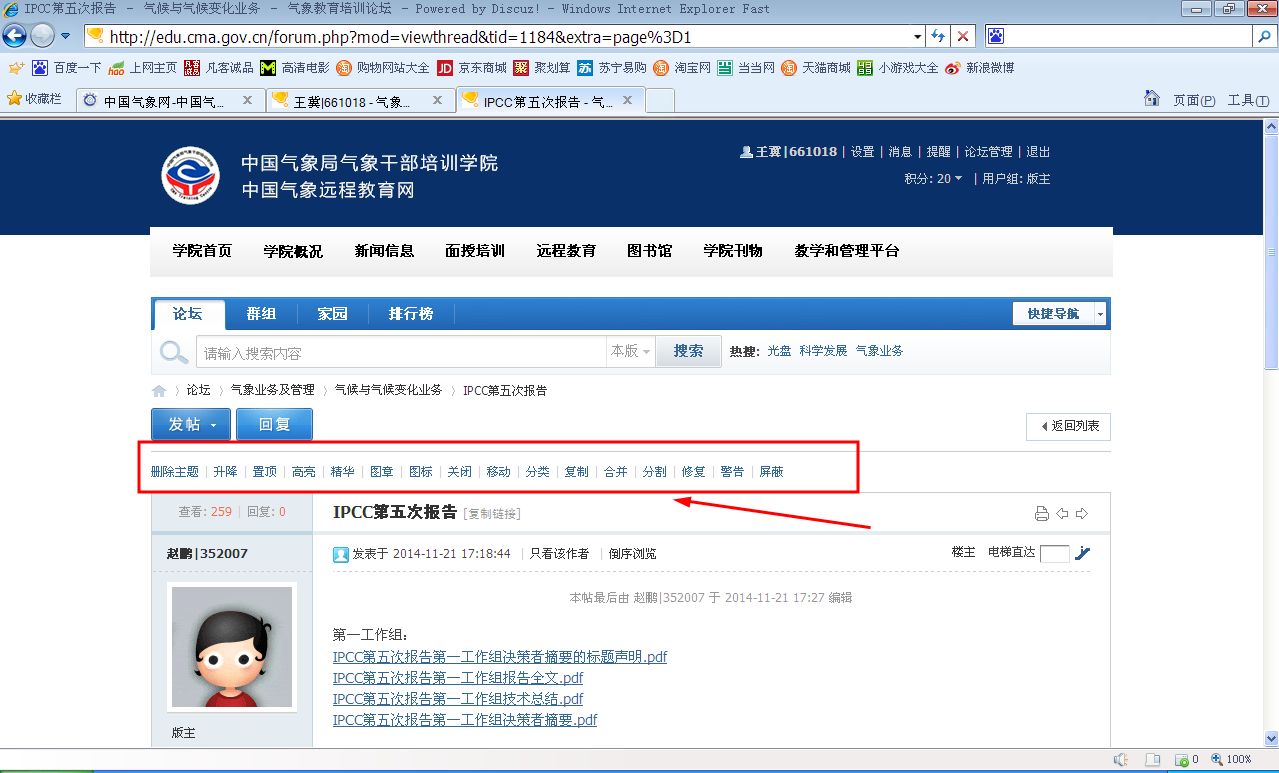 IPCC第五次报告 - 气候与气候变化业务 - 气象教育培训论坛 - Powered by Discuz! - Windows Internet Explorer Fast
http://edu.cma.gov.cn/forum.php?mod=viewthread&tid=1184&extra=page%3D1
百度一下 上网主页 凡客诚品 高清电影 购物网站大全 JD 京东商城 聚 聚划算 苏 苏宁易购 淘宝网 当当网 天猫商城 小游戏大全 新浪微博
收藏栏 中国气象网-中国气... 王冀|661018 - 气象... IPCC第五次报告 - 气... 页面(P) 工具(T)
中国气象局气象干部培训学院
中国气象远程教育网
王冀|661018 | 设置 | 消息 | 提醒 | 论坛管理 | 退出
积分: 20 | 用户组: 版主
学院首页 学院概况 新闻信息 面授培训 远程教育 图书馆 学院刊物 教学和管理平台
论坛 群组 家园 排行榜 快捷导航
请输入搜索内容 本版 搜索 热搜: 光盘 科学发展 气象业务
论坛 › 气象业务及管理 › 气候与气候变化业务 › IPCC第五次报告
发帖 回复 返回列表
删除主题 | 升降 | 置顶 | 高亮 | 精华 | 图章 | 图标 | 关闭 | 移动 | 分类 | 复制 | 合并 | 分割 | 修复 | 警告 | 屏蔽
查看: 259 | 回复: 0 IPCC第五次报告 [复制链接]
赵鹏|352007 发表于 2014-11-21 17:18:44 | 只看该作者 | 倒序浏览 楼主 电梯直达
本帖最后由 赵鹏|352007 于 2014-11-21 17:27 编辑
第一工作组:
IPCC第五次报告第一工作组决策者摘要的标题声明.pdf
IPCC第五次报告第一工作组报告全文.pdf
IPCC第五次报告第一工作组技术总结.pdf
IPCC第五次报告第一工作组决策者摘要.pdf
版主
0 100%